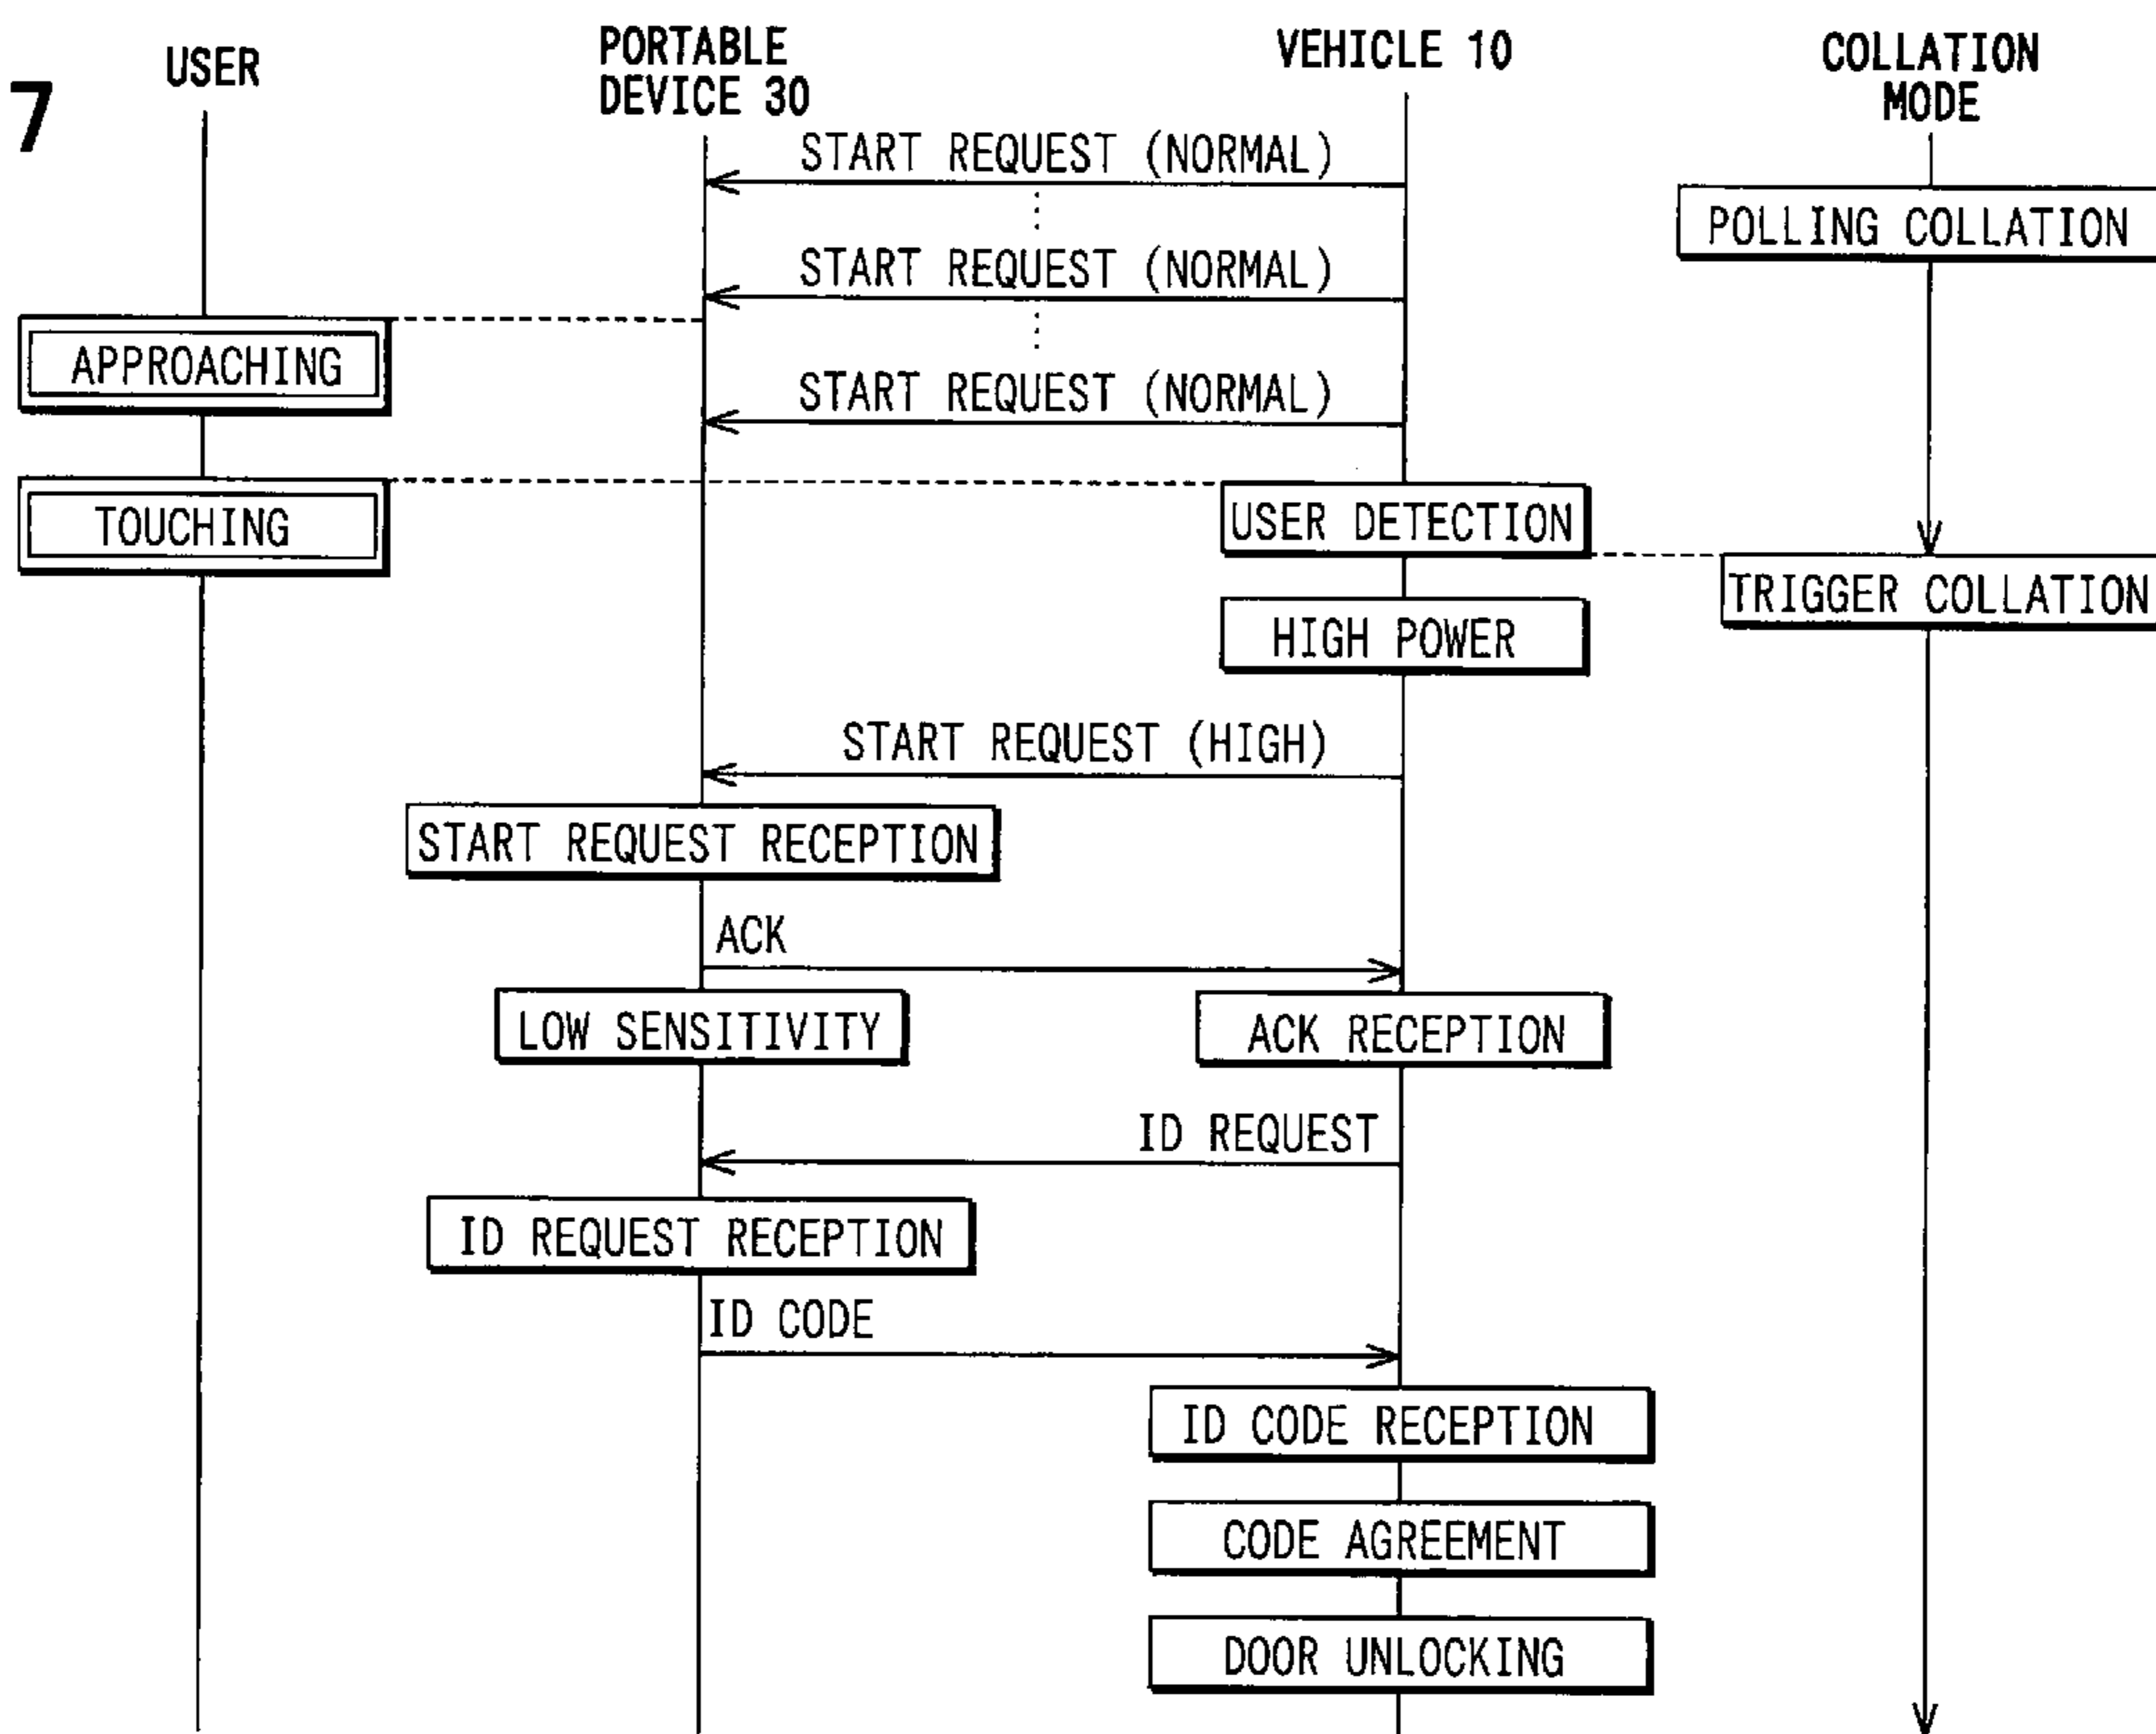 7
USER
PORTABLE
DEVICE 30
VEHICLE 10
COLLATION
MODE
START REQUEST (NORMAL)
POLLING COLLATION
START REQUEST (NORMAL)
APPROACHING
START REQUEST (NORMAL)
TOUCHING
USER DETECTION
TRIGGER COLLATION
HIGH POWER
START REQUEST (HIGH)
START REQUEST RECEPTION
ACK
LOW SENSITIVITY
ACK RECEPTION
ID REQUEST
ID REQUEST RECEPTION
ID CODE
ID CODE RECEPTION
CODE AGREEMENT
DOOR UNLOCKING